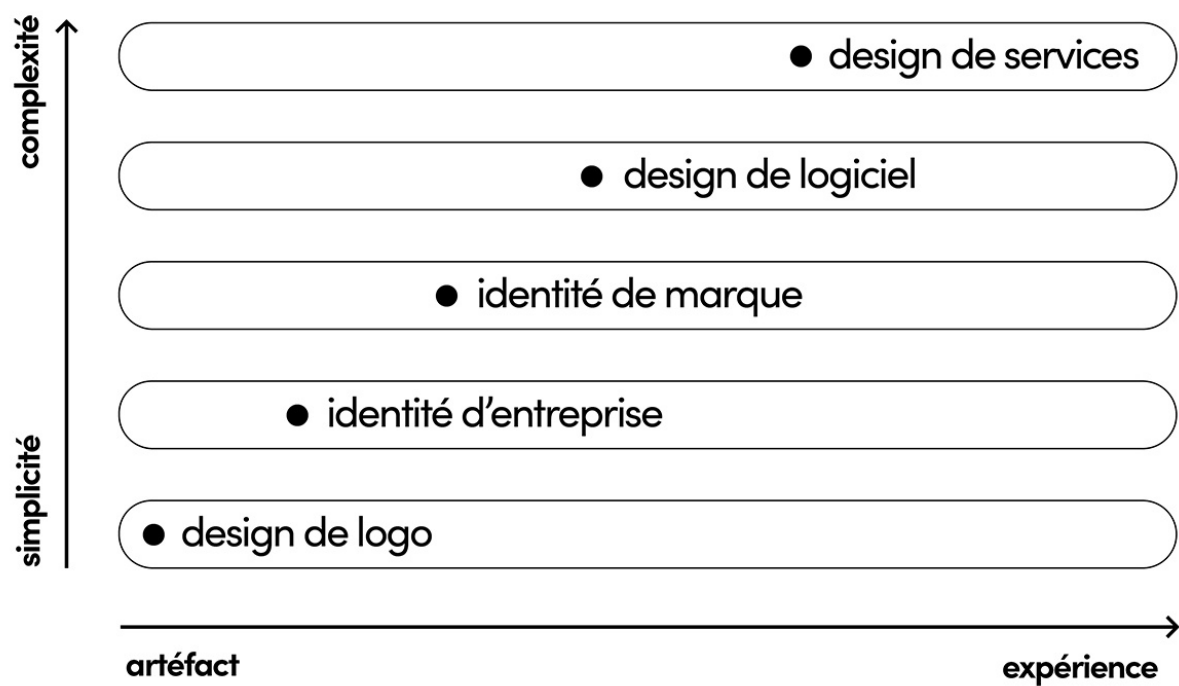 complexité
design de services
design de logiciel
identité de marque
identité d’entreprise
simplicité
design de logo
artéfact
expérience